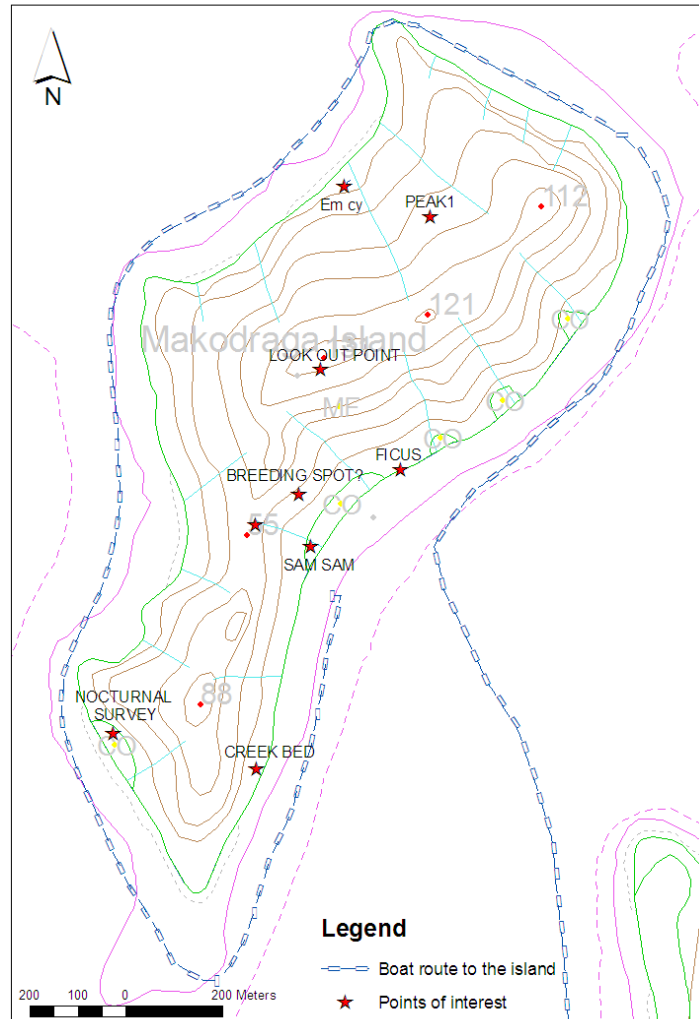 N
Em cy
PEAK1
112
121
Makodraga Island
LOOK OUT POINT
CO
MF
CO
CO
FICUS
BREEDING SPOT?
CO
55
SAM SAM
88
NOCTURNAL
SURVEY
CO
CREEK BED
Legend
Boat route to the island
Points of interest
200 100 0 200 Meters